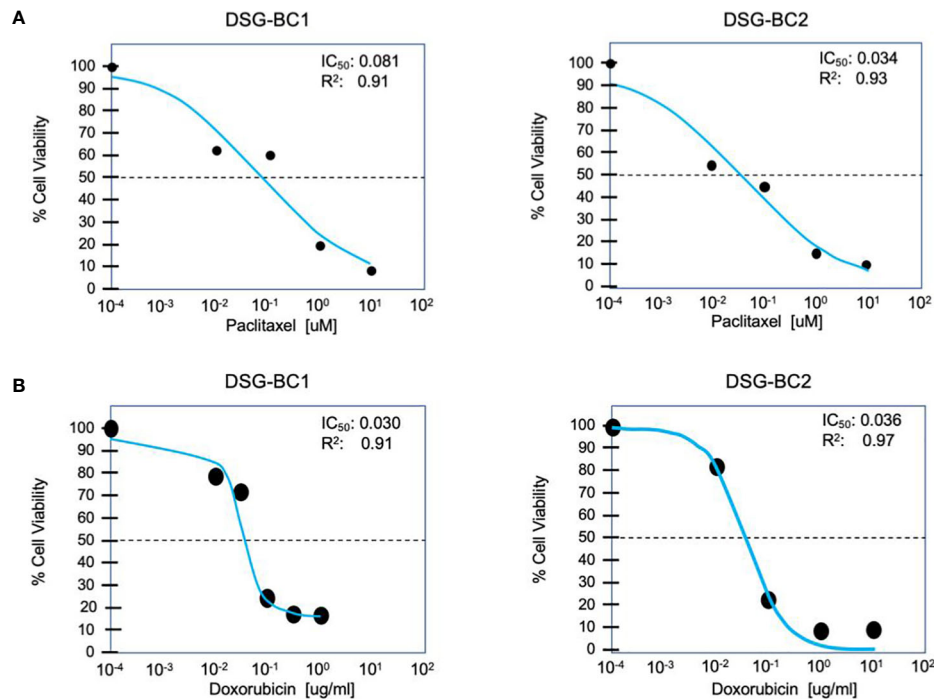 A
DSG-BC1
IC₅₀: 0.081
R²: 0.91
% Cell Viability
100
90
80
70
60
50
40
30
20
10
0
10⁻⁴ 10⁻³ 10⁻² 10⁻¹ 10⁰ 10¹ 10²
Paclitaxel [uM]
DSG-BC2
IC₅₀: 0.034
R²: 0.93
% Cell Viability
100
90
80
70
60
50
40
30
20
10
0
10⁻⁴ 10⁻³ 10⁻² 10⁻¹ 10⁰ 10¹ 10²
Paclitaxel [uM]
B
DSG-BC1
IC₅₀: 0.030
R²: 0.91
% Cell Viability
100
90
80
70
60
50
40
30
20
10
0
10⁻⁴ 10⁻³ 10⁻² 10⁻¹ 10⁰ 10¹ 10²
Doxorubicin [ug/ml]
DSG-BC2
IC₅₀: 0.036
R²: 0.97
% Cell Viability
100
90
80
70
60
50
40
30
20
10
0
10⁻⁴ 10⁻³ 10⁻² 10⁻¹ 10⁰ 10¹ 10²
Doxorubicin [ug/ml]